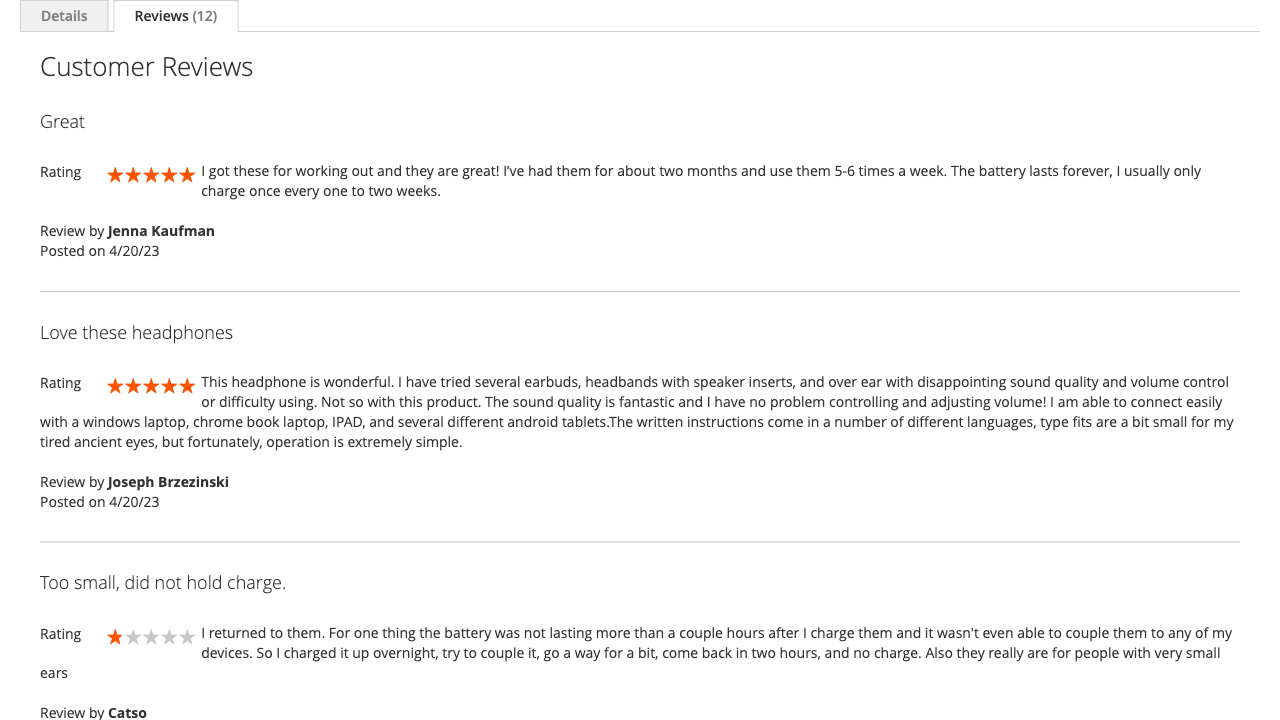 Details
Reviews (12)
Customer Reviews
Great
Rating
I got these for working out and they are great! I’ve had them for about two months and use them 5-6 times a week. The battery lasts forever, I usually only
charge once every one to two weeks.
Review by Jenna Kaufman
Posted on 4/20/23
Love these headphones
Rating
This headphone is wonderful. I have tried several earbuds, headbands with speaker inserts, and over ear with disappointing sound quality and volume control
or difficulty using. Not so with this product. The sound quality is fantastic and I have no problem controlling and adjusting volume! I am able to connect easily
with a windows laptop, chrome book laptop, IPAD, and several different android tablets.The written instructions come in a number of different languages, type fits are a bit small for my
tired ancient eyes, but fortunately, operation is extremely simple.
Review by Joseph Brzezinski
Posted on 4/20/23
Too small, did not hold charge.
Rating
I returned to them. For one thing the battery was not lasting more than a couple hours after I charge them and it wasn't even able to couple them to any of my
devices. So I charged it up overnight, try to couple it, go a way for a bit, come back in two hours, and no charge. Also they really are for people with very small
ears
Review by Catso